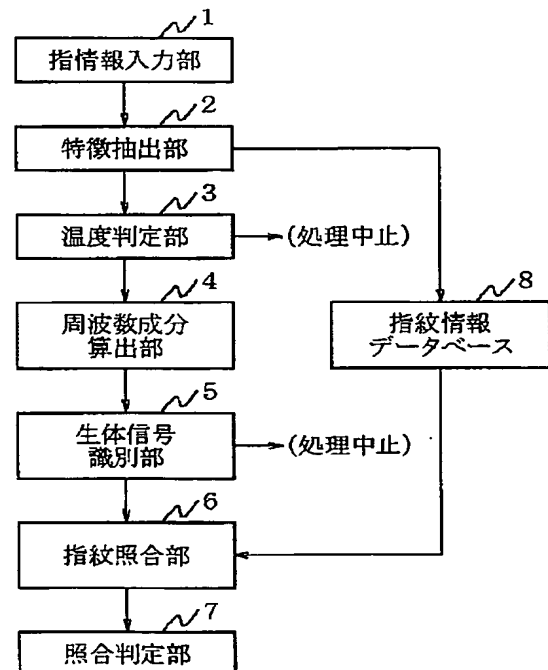 1
指情報入力部
2
特徴抽出部
3
温度判定部
(処理中止)
4
周波数成分
算出部
8
指紋情報
データベース
5
生体信号
識別部
(処理中止)
6
指紋照合部
7
照合判定部